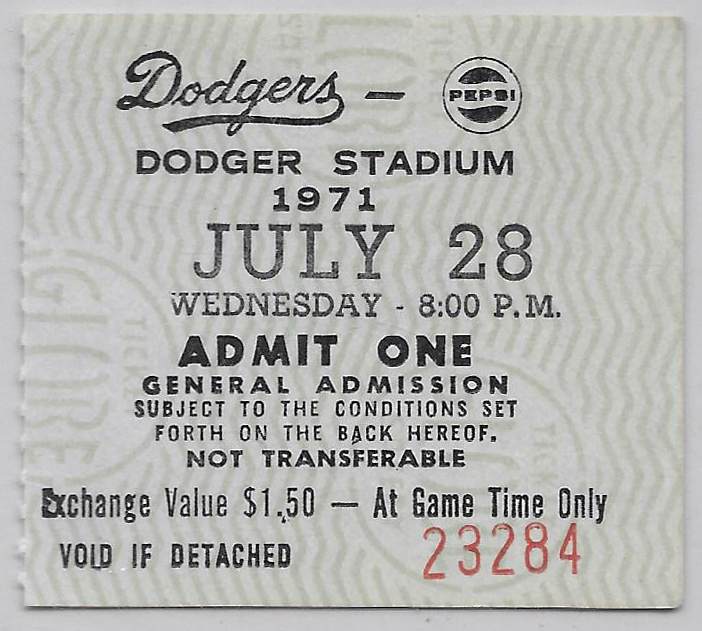 Dodgers — PEPSI
DODGER STADIUM
1971
JULY 28
WEDNESDAY - 8:00 P.M.
ADMIT ONE
GENERAL ADMISSION
SUBJECT TO THE CONDITIONS SET
FORTH ON THE BACK HEREOF.
NOT TRANSFERABLE
Exchange Value $1.50 — At Game Time Only
VOID IF DETACHED 23284
GLOBE